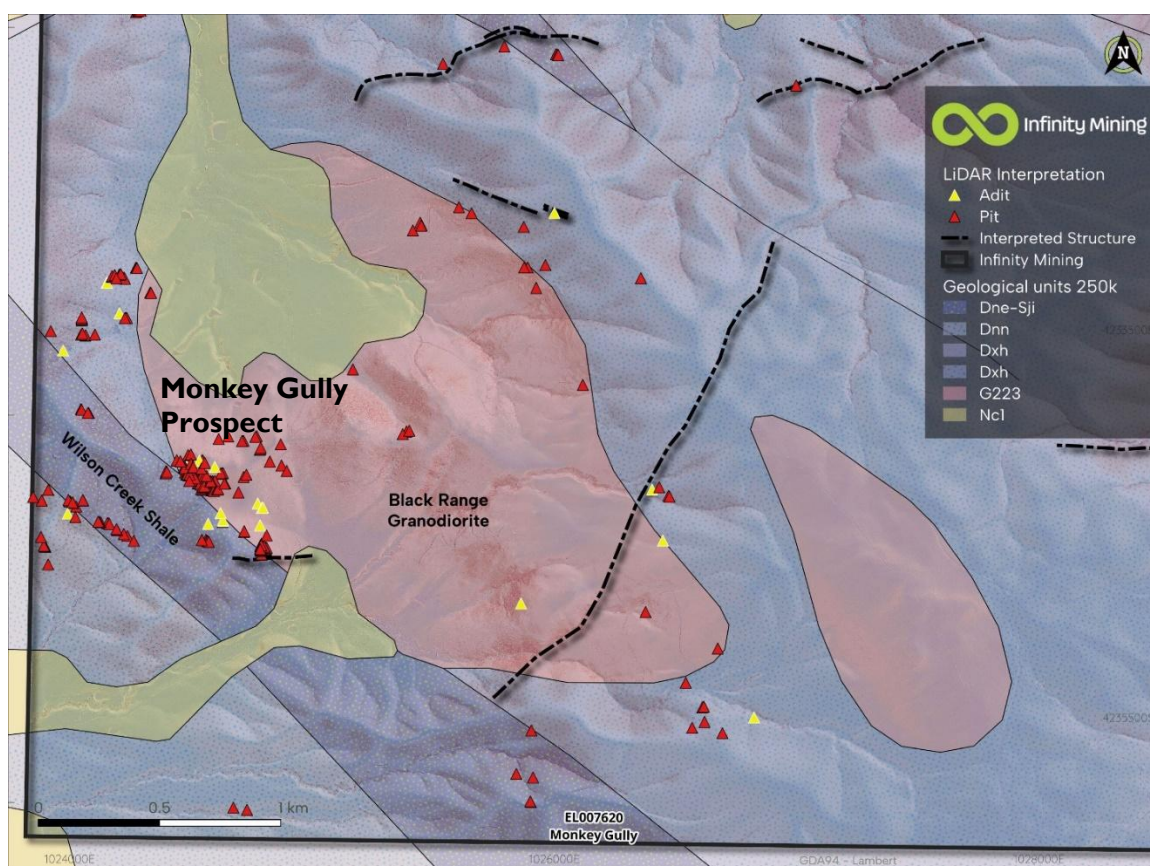 N
Infinity Mining
LiDAR Interpretation
Adit
Pit
Interpreted Structure
Infinity Mining
Geological units 250k
Dne-Sji
Dnn
Dxh
Dxh
G223
Nc1
Monkey Gully
Prospect
Wilson Creek Shale
Black Range
Granodiorite
4235500S
0 0.5 1 km
EL007620
Monkey Gully
1024000E 1026000E 1028000E
GDA94 - Lambert